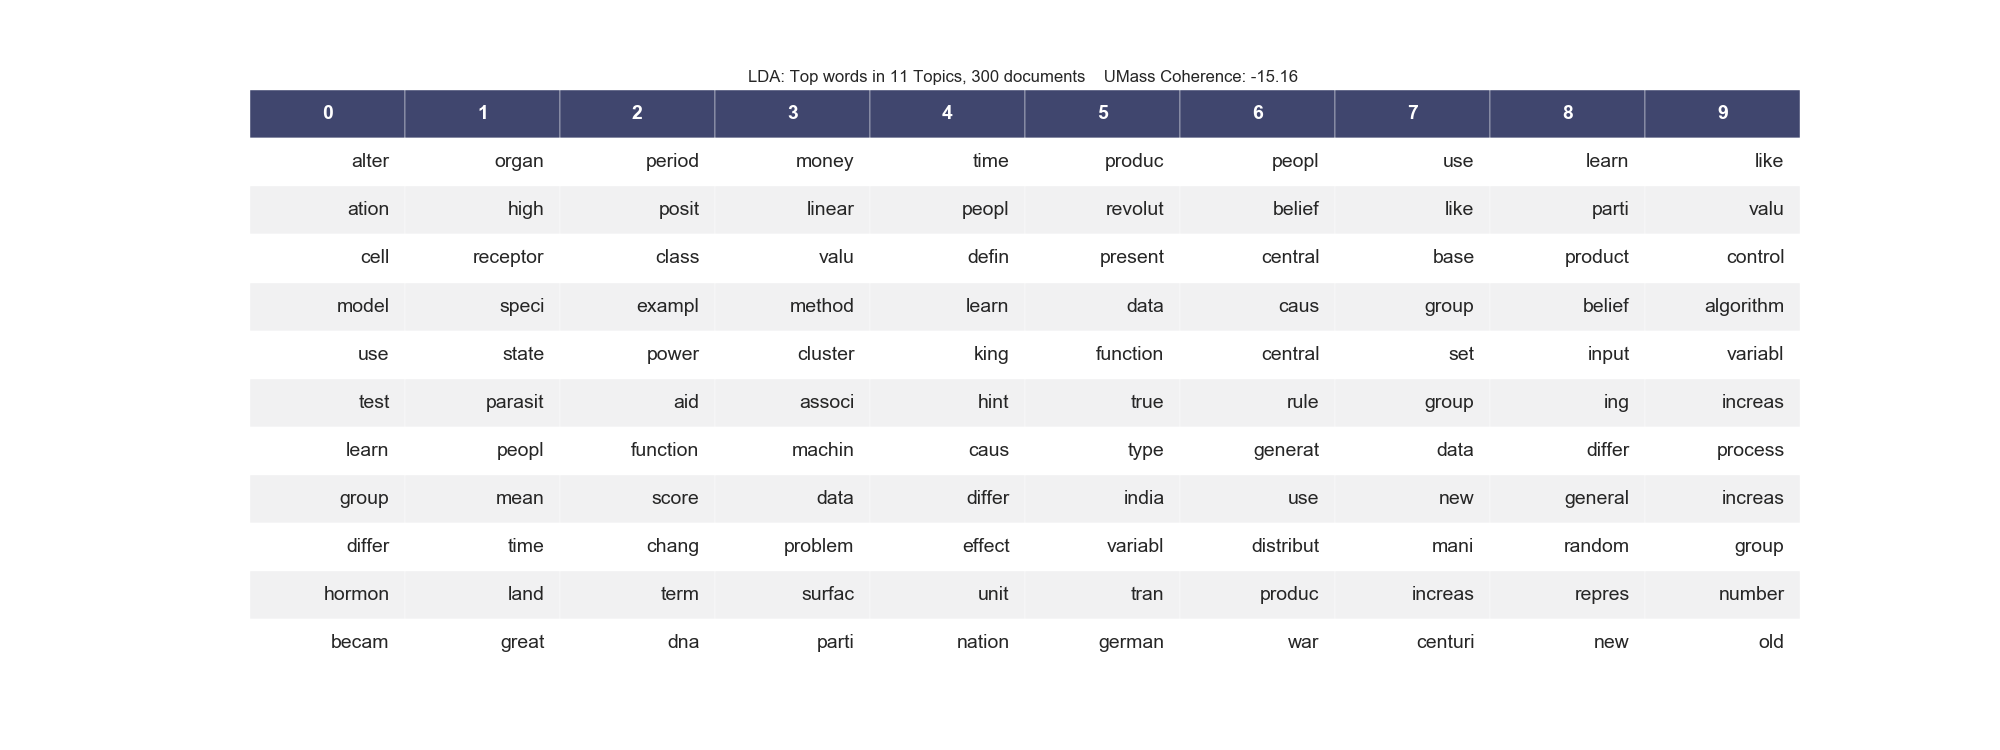 LDA: Top words in 11 Topics, 300 documents    UMass Coherence: -15.16
0 1 2 3 4 5 6 7 8 9
alter organ period money time produc peopl use learn like
ation high posit linear peopl revolut belief like parti valu
cell receptor class valu defin present central base product control
model speci exampl method learn data caus group belief algorithm
use state power cluster king function central set input variabl
test parasit aid associ hint true rule group ing increas
learn peopl function machin caus type generat data differ process
group mean score data differ india use new general increas
differ time chang problem effect variabl distribut mani random group
hormon land term surfac unit tran produc increas repres number
becam great dna parti nation german war centuri new old